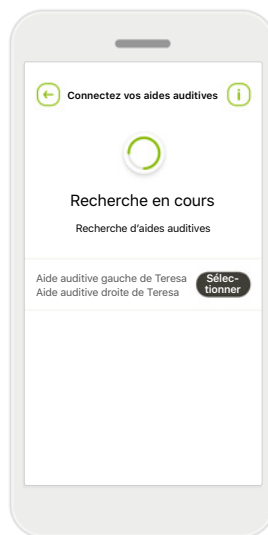 Connectez vos aides auditives
Recherche en cours
Recherche d'aides auditives
Aide auditive gauche de Teresa
Aide auditive droite de Teresa
Sélec-
tionner